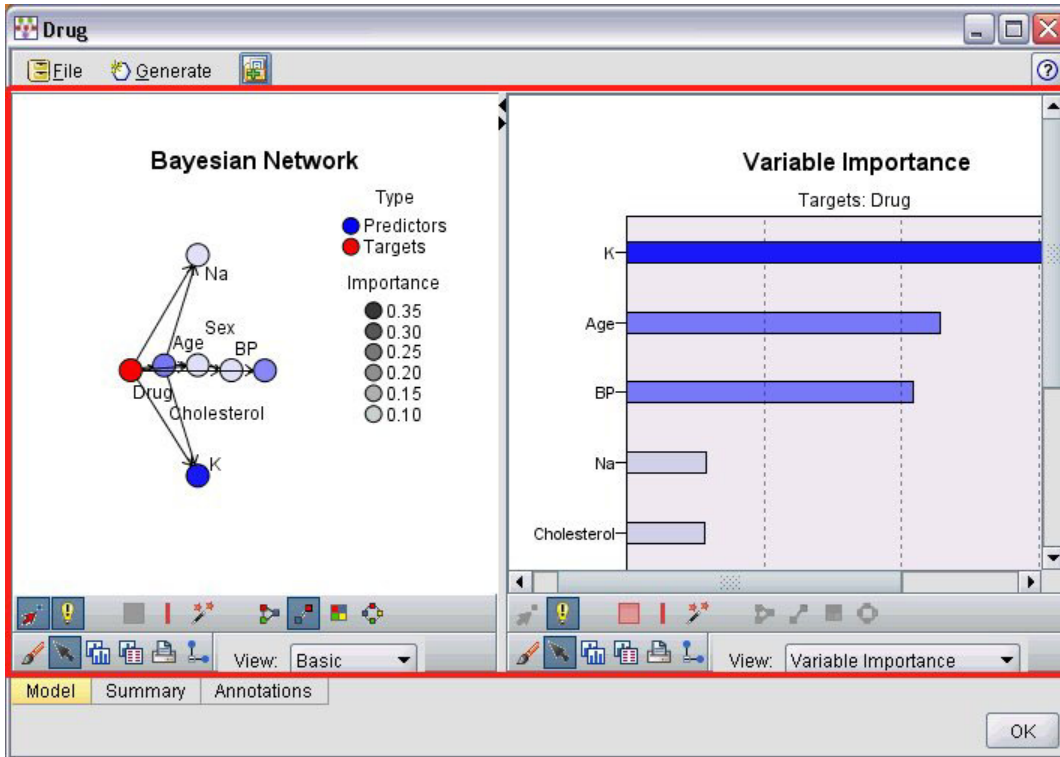 Drug
File Generate
Bayesian Network
Type
Predictors
Targets
Importance
0.35
0.30
0.25
0.20
0.15
0.10
Na
Sex
Age
BP
Drug
Cholesterol
K
View: Basic
Variable Importance
Targets: Drug
K
Age
BP
Na
Cholesterol
View: Variable Importance
Model Summary Annotations
OK